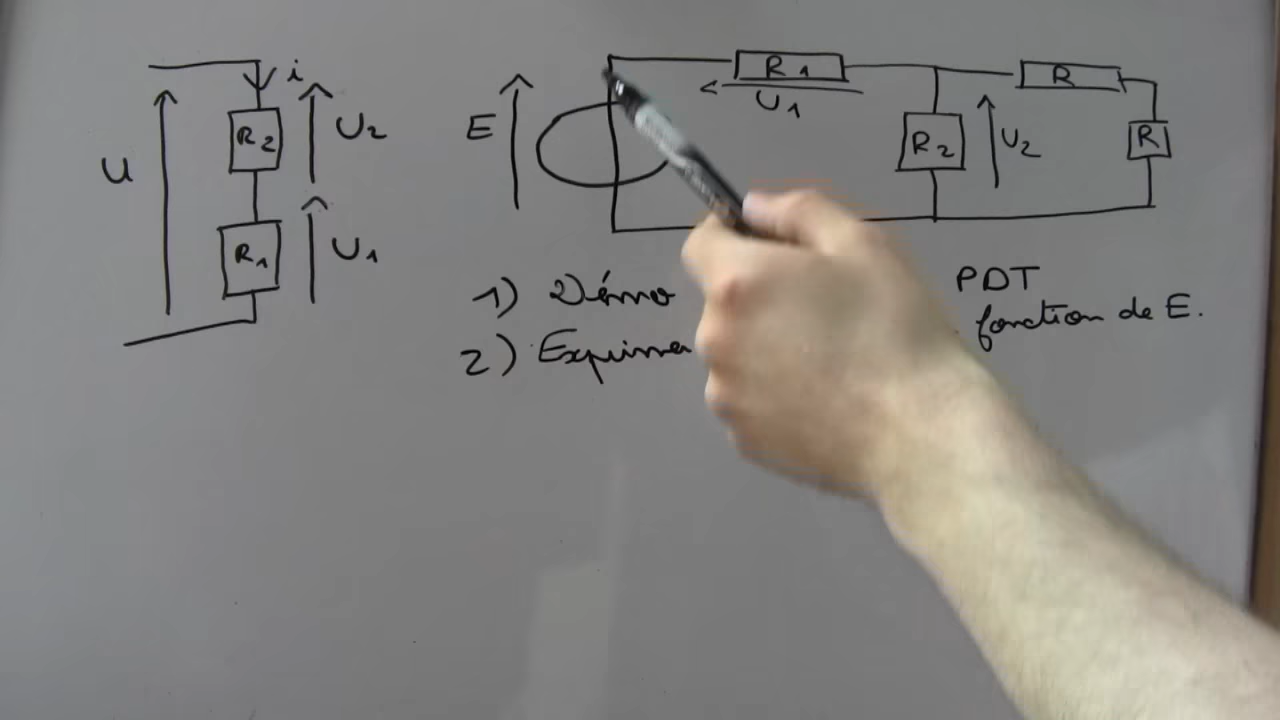 i
R2
U2
U
R1
U1
E
R1
U1
R2
U2
R
R
1) Démo
PDT
2) Exprimer
fonction de E.